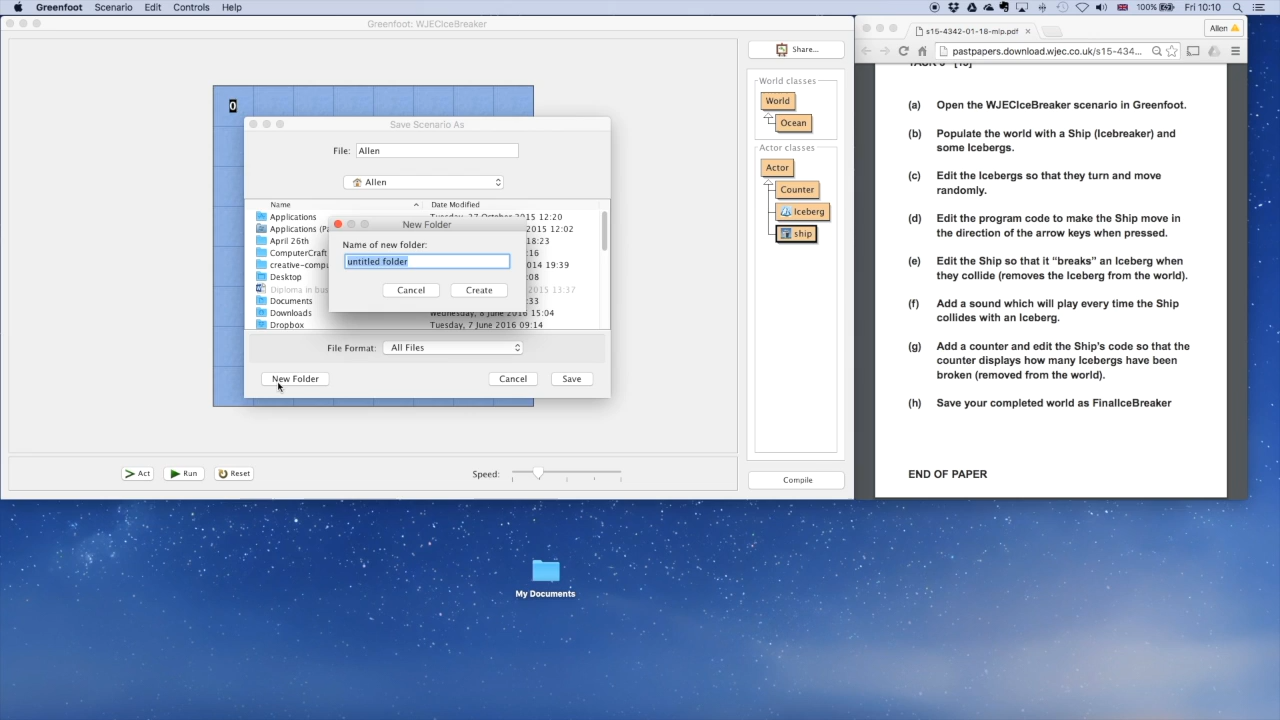 Greenfoot Scenario Edit Controls Help
100% Fri 10:10
Greenfoot: WJECIceBreaker
0
Save Scenario As
File: Allen
Allen
Name Date Modified
Applications Tuesday, 27 October 2015 12:20
Applications (Pa 2015 12:02
April 26th 18:23
ComputerCraft :16
creative-compu 014 19:39
Desktop :08
Diploma in bus 2015 13:37
Documents :33
Downloads Wednesday, 8 June 2016 15:04
Dropbox Tuesday, 7 June 2016 09:14
New Folder
Name of new folder:
untitled folder
Cancel Create
File Format: All Files
New Folder Cancel Save
Act Run Reset Speed:
Share...
World classes
World
Ocean
Actor classes
Actor
Counter
Iceberg
ship
Compile
s15-4342-01-18-mlp.pdf
Allen
pastpapers.download.wjec.co.uk/s15-434...
(a) Open the WJECIceBreaker scenario in Greenfoot.
(b) Populate the world with a Ship (Icebreaker) and
some Icebergs.
(c) Edit the Icebergs so that they turn and move
randomly.
(d) Edit the program code to make the Ship move in
the direction of the arrow keys when pressed.
(e) Edit the Ship so that it “breaks” an Iceberg when
they collide (removes the Iceberg from the world).
(f) Add a sound which will play every time the Ship
collides with an Iceberg.
(g) Add a counter and edit the Ship’s code so that the
counter displays how many Icebergs have been
broken (removed from the world).
(h) Save your completed world as FinalIceBreaker
END OF PAPER
My Documents